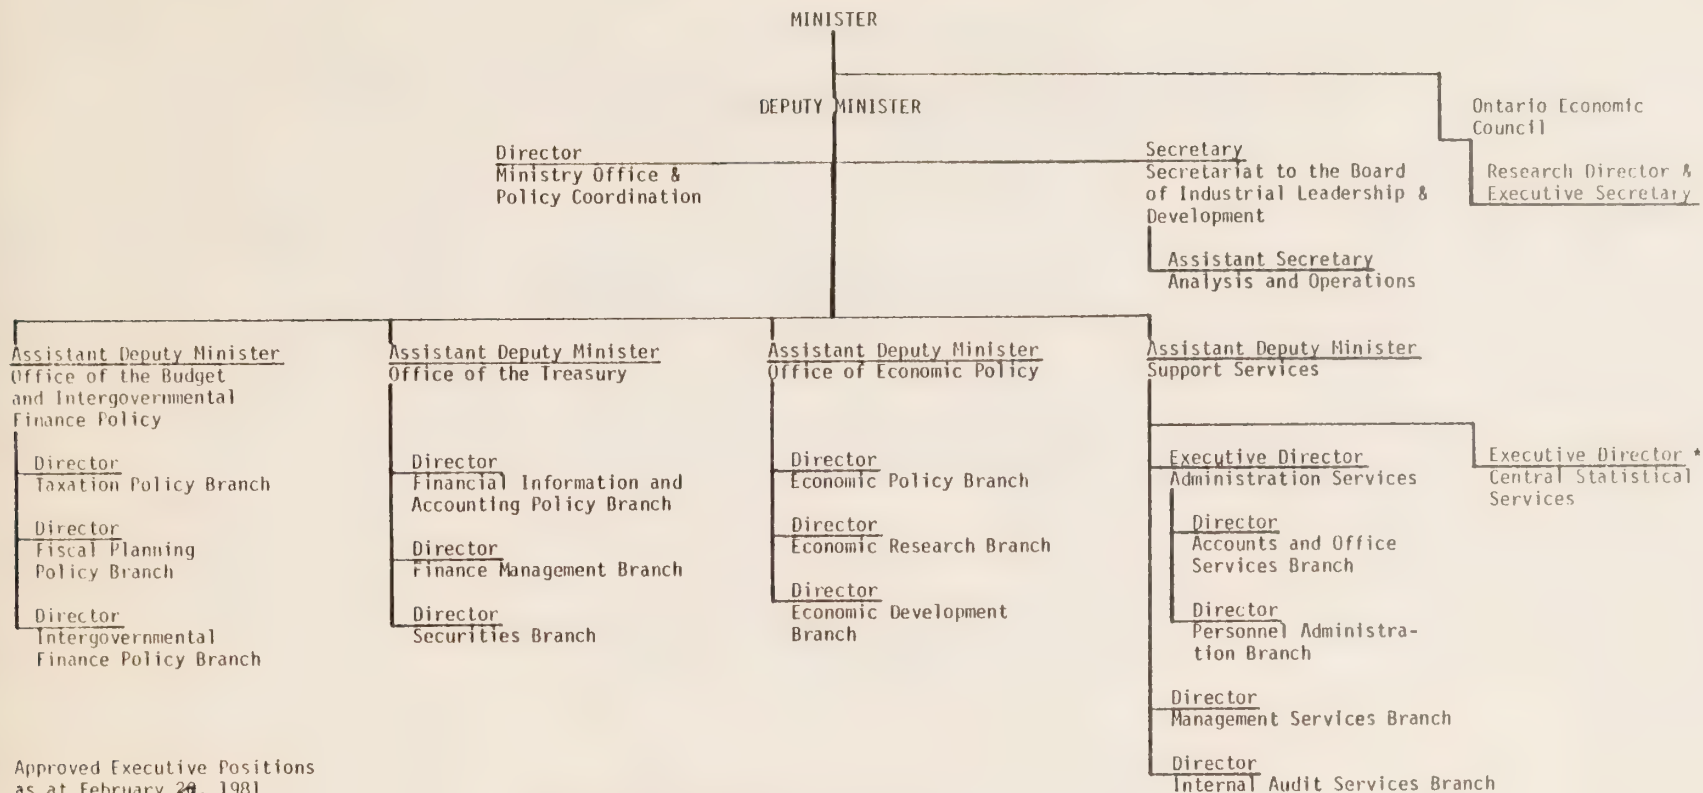 MINISTER
DEPUTY MINISTER
Ontario Economic
Council
Research Director &
Executive Secretary
Director
Ministry Office &
Policy Coordination
Secretary
Secretariat to the Board
of Industrial Leadership &
Development
Assistant Secretary
Analysis and Operations
Assistant Deputy Minister
Office of the Budget
and Intergovernmental
Finance Policy
Director
Taxation Policy Branch
Director
Fiscal Planning
Policy Branch
Director
Intergovernmental
Finance Policy Branch
Assistant Deputy Minister
Office of the Treasury
Director
Financial Information and
Accounting Policy Branch
Director
Finance Management Branch
Director
Securities Branch
Assistant Deputy Minister
Office of Economic Policy
Director
Economic Policy Branch
Director
Economic Research Branch
Director
Economic Development
Branch
Assistant Deputy Minister
Support Services
Executive Director
Administration Services
Director
Accounts and Office
Services Branch
Director
Personnel Administra-
tion Branch
Director
Management Services Branch
Director
Internal Audit Services Branch
Executive Director *
Central Statistical
Services
Approved Executive Positions
as at February 1981